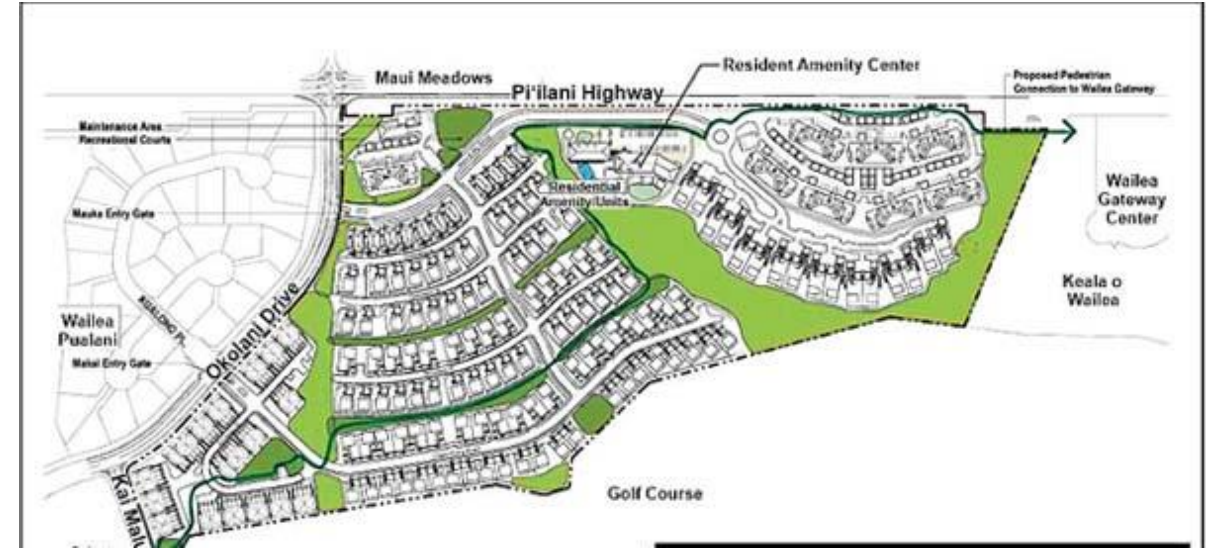 Maui Meadows
Resident Amenity Center
Pi'ilani Highway
Proposed Pedestrian
Connection to Wailea Gateway
Maintenance Area
Recreational Courts
Residential
Amenity/Units
Mauka Entry Gate
Wailea
Gateway
Center
Keala o
Wailea
Wailea
Pualani
Okolani Drive
Makai Entry Gate
Golf Course
Kai Malu